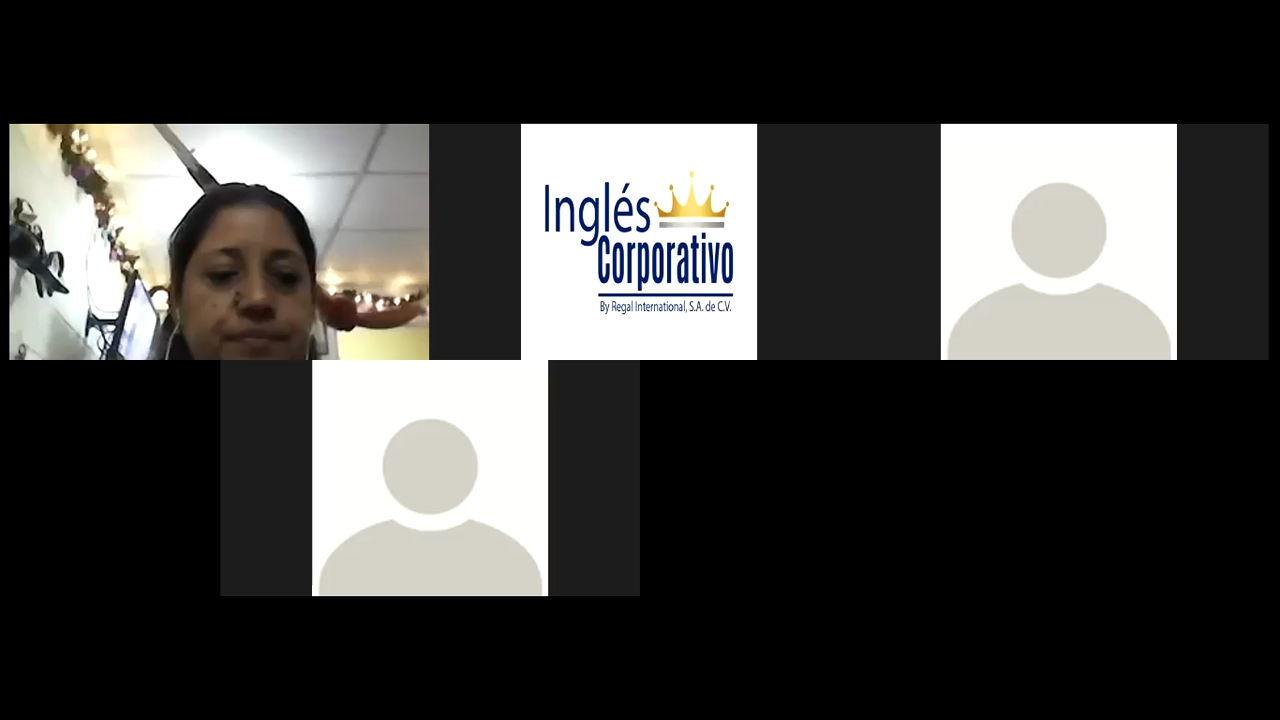 Inglés
Corporativo
By Regal International, S.A. de C.V.